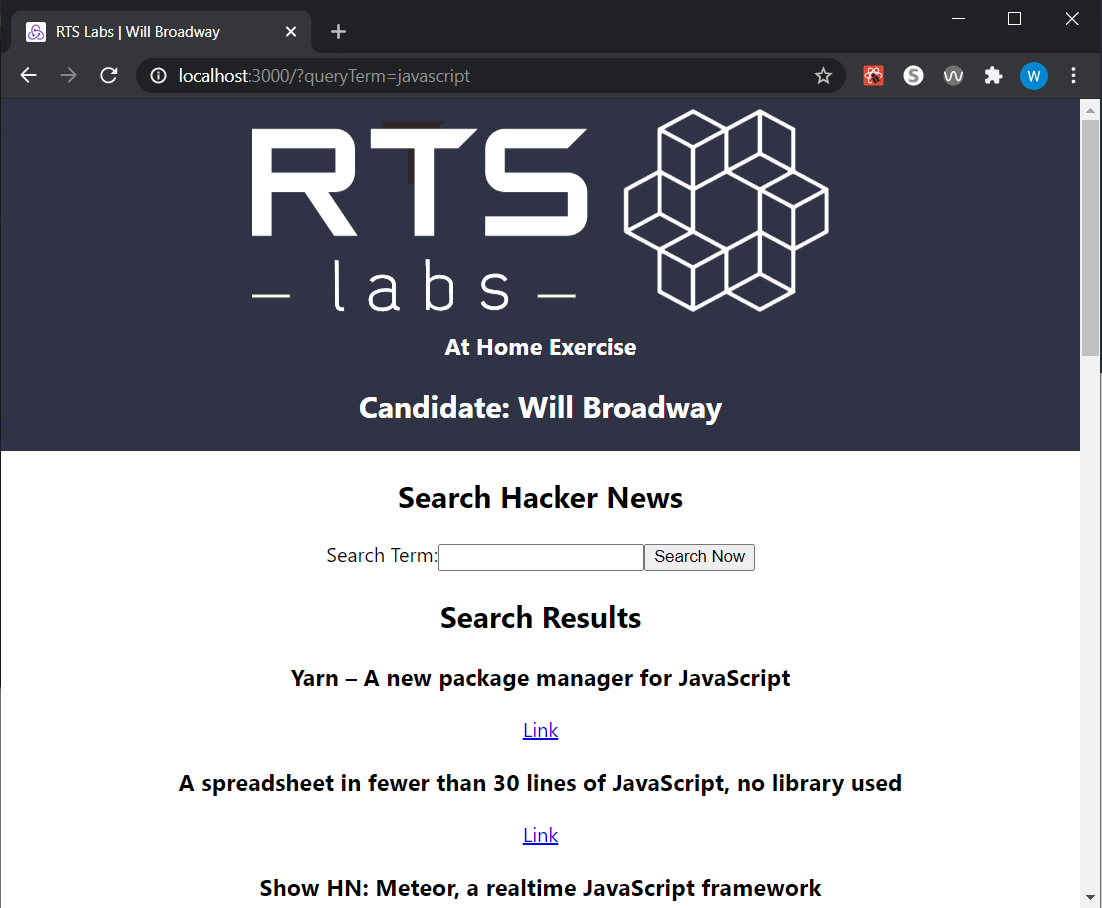 RTS Labs | Will Broadway
localhost:3000/?queryTerm=javascript
S
W
RTS
labs
At Home Exercise
Candidate: Will Broadway
Search Hacker News
Search Term:
Search Now
Search Results
Yarn – A new package manager for JavaScript
Link
A spreadsheet in fewer than 30 lines of JavaScript, no library used
Link
Show HN: Meteor, a realtime JavaScript framework